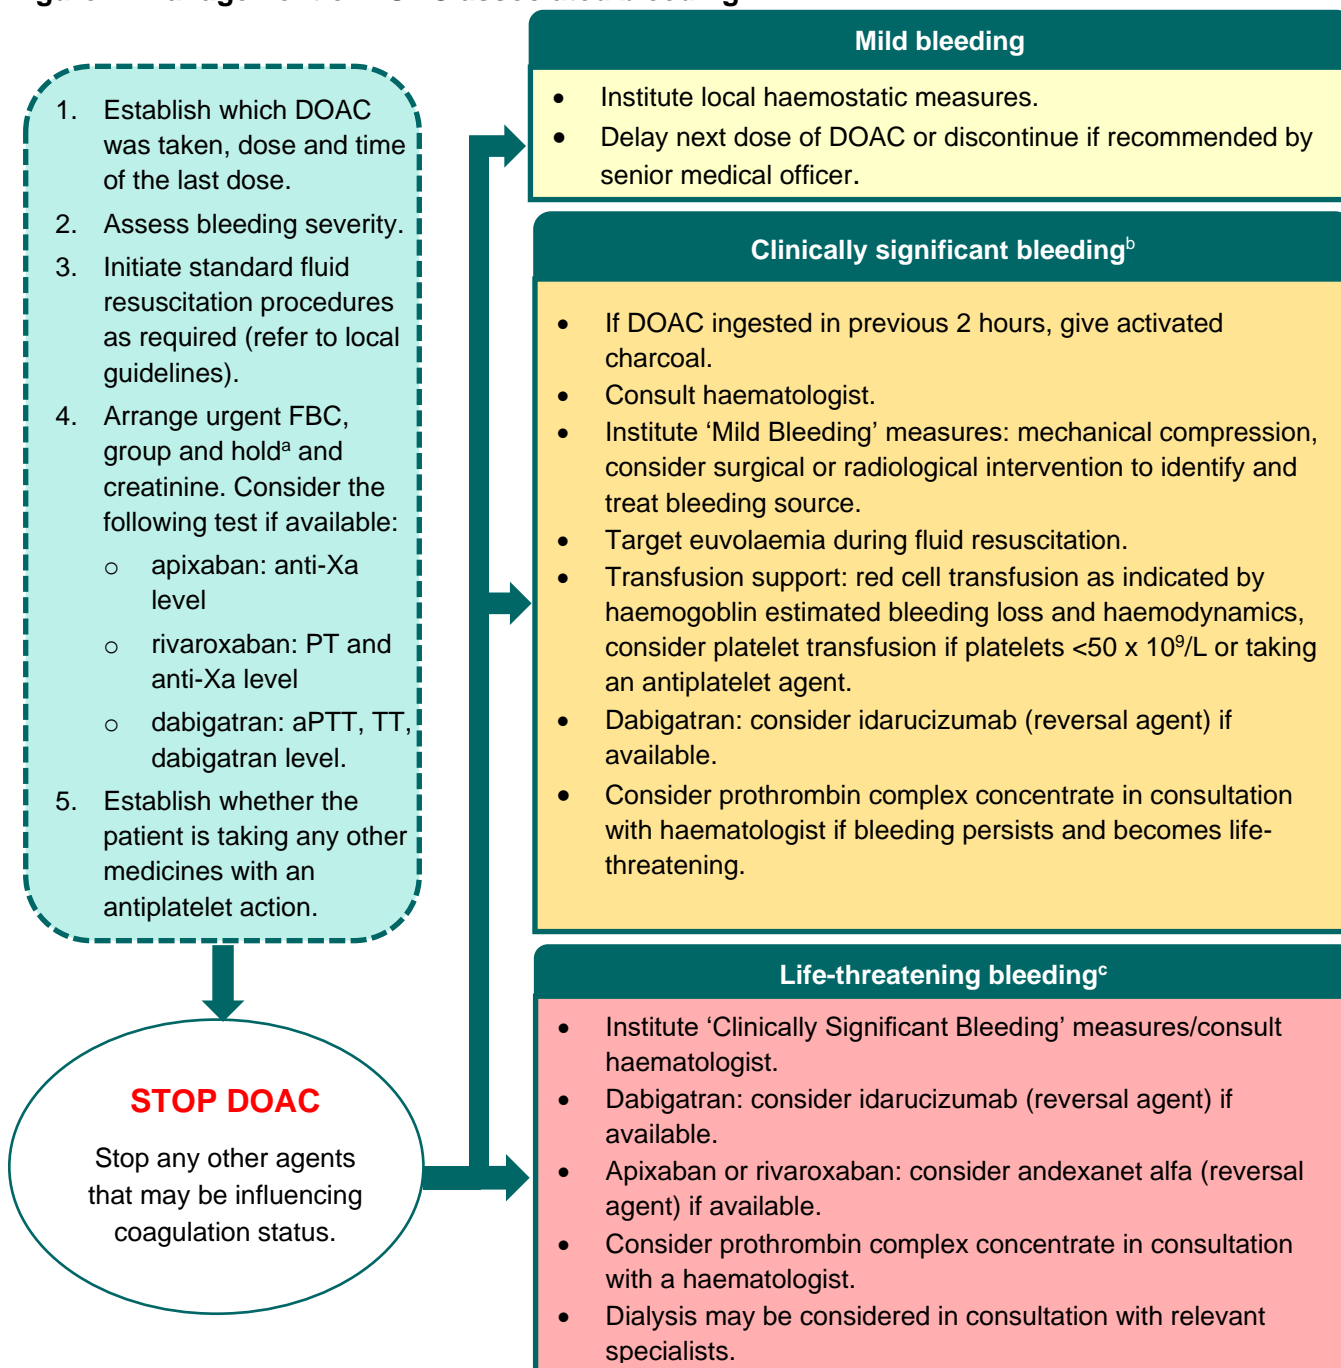 1. Establish which DOAC
was taken, dose and time
of the last dose.
2. Assess bleeding severity.
3. Initiate standard fluid
resuscitation procedures
as required (refer to local
guidelines).
4. Arrange urgent FBC,
group and holdᵃ and
creatinine. Consider the
following test if available:
o apixaban: anti-Xa
level
o rivaroxaban: PT and
anti-Xa level
o dabigatran: aPTT, TT,
dabigatran level.
5. Establish whether the
patient is taking any other
medicines with an
antiplatelet action.
STOP DOAC
Stop any other agents
that may be influencing
coagulation status.
Mild bleeding
• Institute local haemostatic measures.
• Delay next dose of DOAC or discontinue if recommended by
senior medical officer.
Clinically significant bleedingᵇ
• If DOAC ingested in previous 2 hours, give activated
charcoal.
• Consult haematologist.
• Institute ‘Mild Bleeding’ measures: mechanical compression,
consider surgical or radiological intervention to identify and
treat bleeding source.
• Target euvolaemia during fluid resuscitation.
• Transfusion support: red cell transfusion as indicated by
haemogoblin estimated bleeding loss and haemodynamics,
consider platelet transfusion if platelets <50 x 10⁹/L or taking
an antiplatelet agent.
• Dabigatran: consider idarucizumab (reversal agent) if
available.
• Consider prothrombin complex concentrate in consultation
with haematologist if bleeding persists and becomes life-
threatening.
Life-threatening bleedingᶜ
• Institute ‘Clinically Significant Bleeding’ measures/consult
haematologist.
• Dabigatran: consider idarucizumab (reversal agent) if
available.
• Apixaban or rivaroxaban: consider andexanet alfa (reversal
agent) if available.
• Consider prothrombin complex concentrate in consultation
with a haematologist.
• Dialysis may be considered in consultation with relevant
specialists.